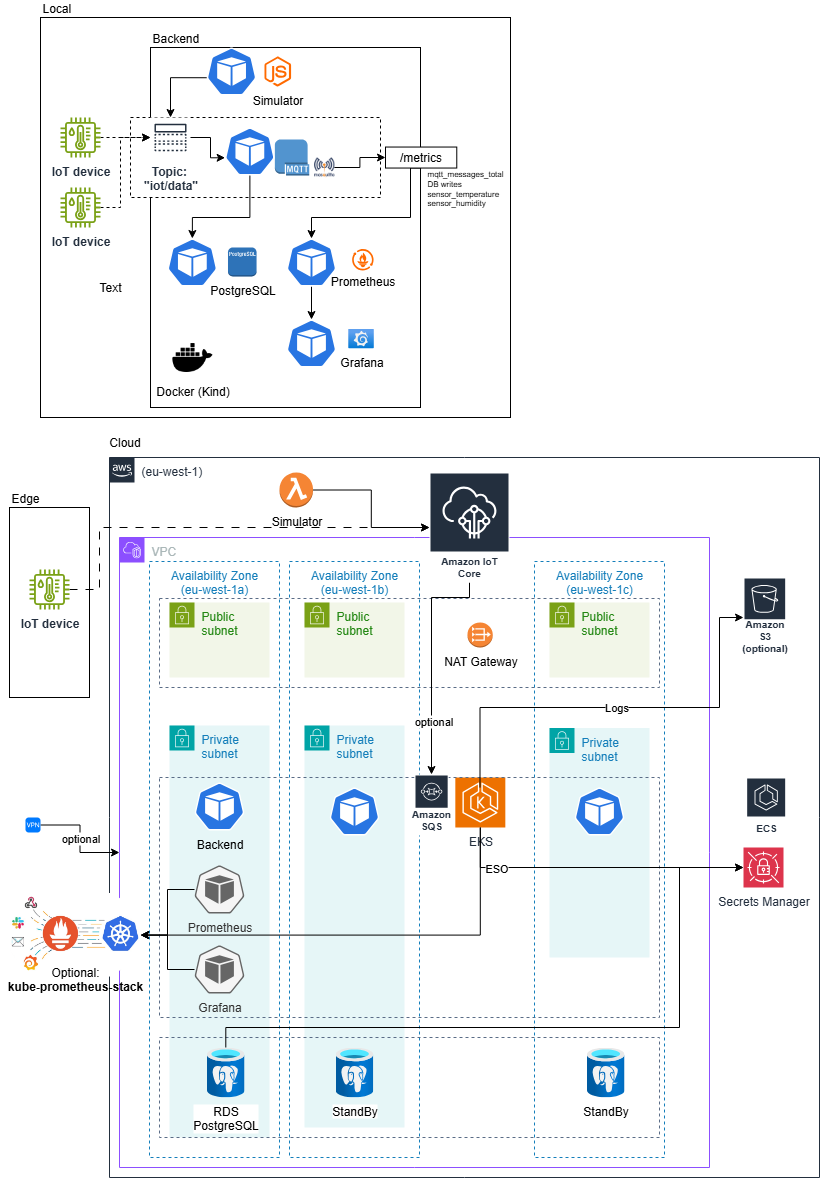 Local
Backend
JS
Simulator
IoT device
Topic:
"iot/data"
MQTT
mosquitto
/metrics
mqtt_messages_total
DB writes
sensor_temperature
sensor_humidity
IoT device
PostgreSQL
PostgreSQL
Prometheus
Text
Grafana
Docker (Kind)
Cloud
aws
(eu-west-1)
Edge
Simulator
VPC
Amazon IoT
Core
Availability Zone
(eu-west-1a)
Availability Zone
(eu-west-1b)
Availability Zone
(eu-west-1c)
IoT device
Public
subnet
Public
subnet
Public
subnet
NAT Gateway
Amazon
S3
(optional)
Logs
optional
Private
subnet
Private
subnet
Private
subnet
Amazon
SQS
K
EKS
ECS
VPN
optional
Backend
ESO
Secrets Manager
Prometheus
Optional:
kube-prometheus-stack
Grafana
RDS
PostgreSQL
StandBy
StandBy